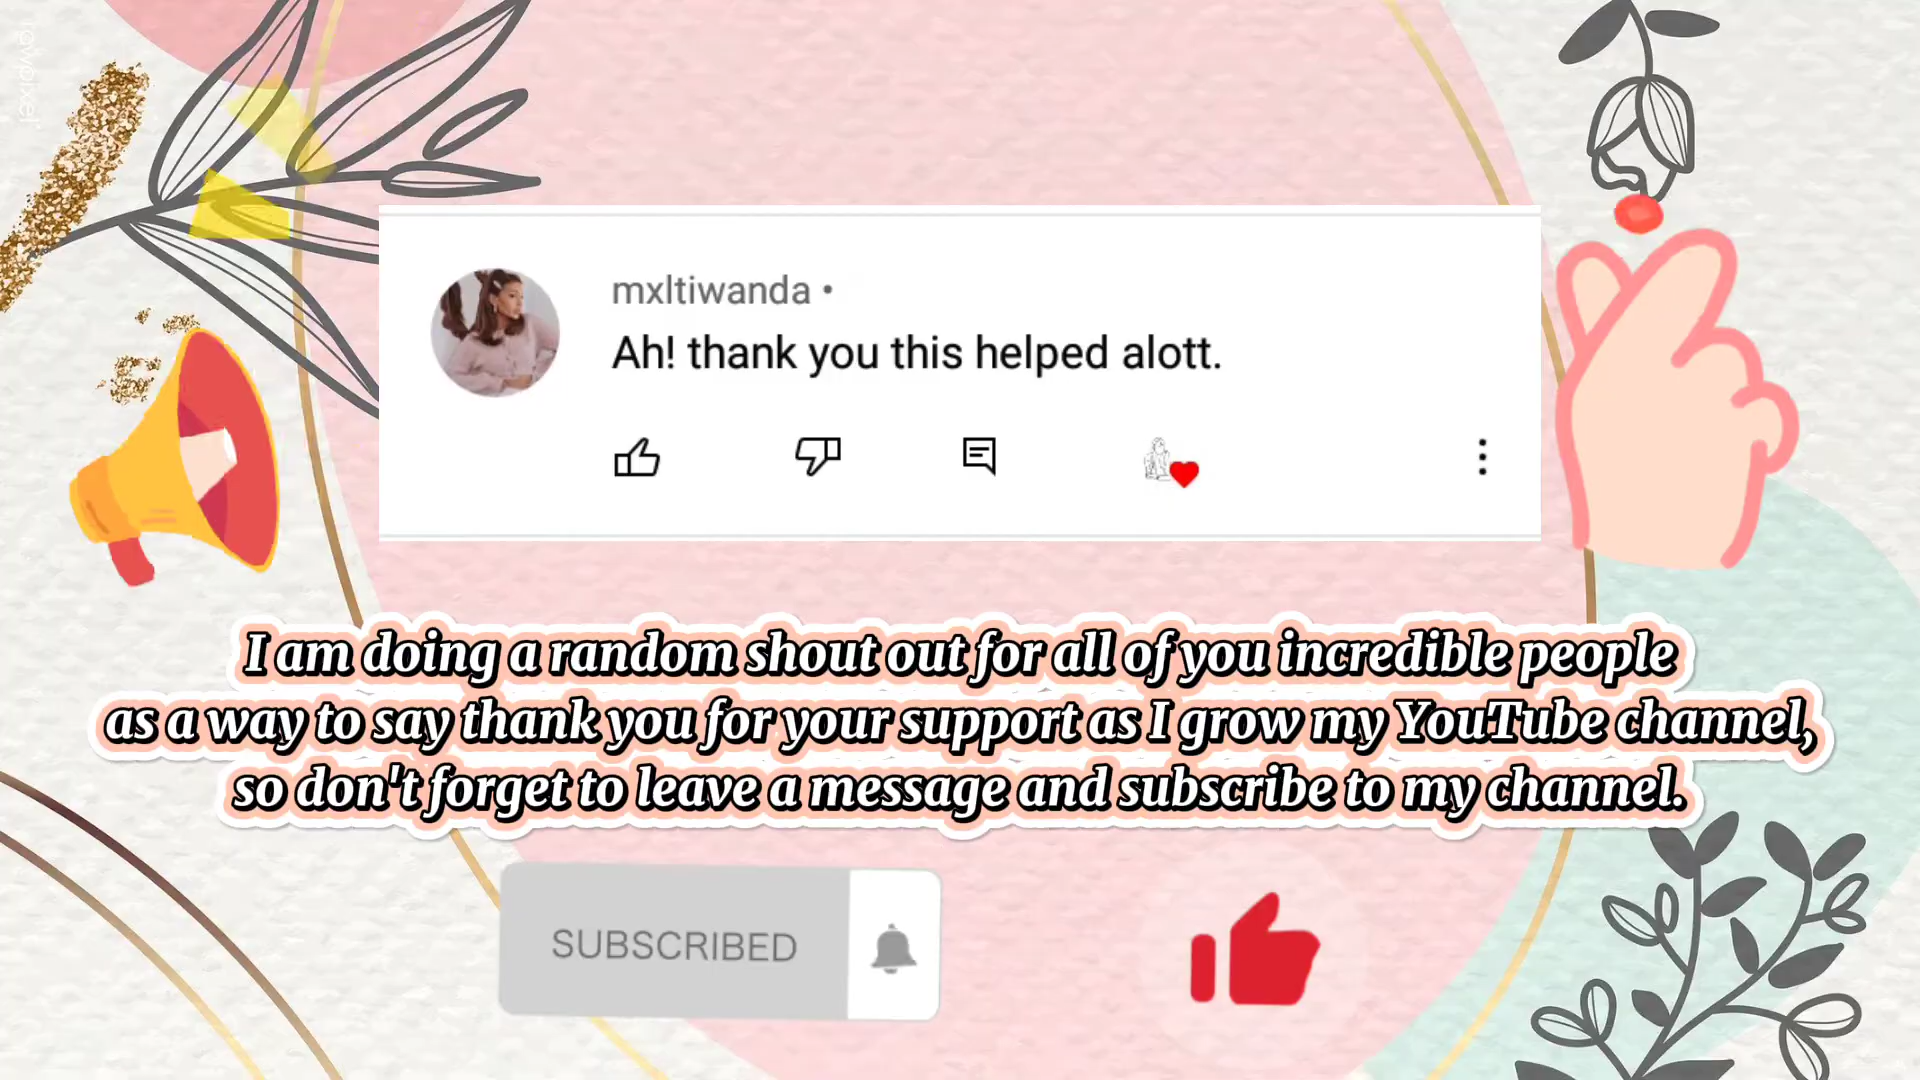 rawpixel
mxltiwanda •
Ah! thank you this helped alott.
I am doing a random shout out for all of you incredible people
as a way to say thank you for your support as I grow my YouTube channel,
so don't forget to leave a message and subscribe to my channel.
SUBSCRIBED